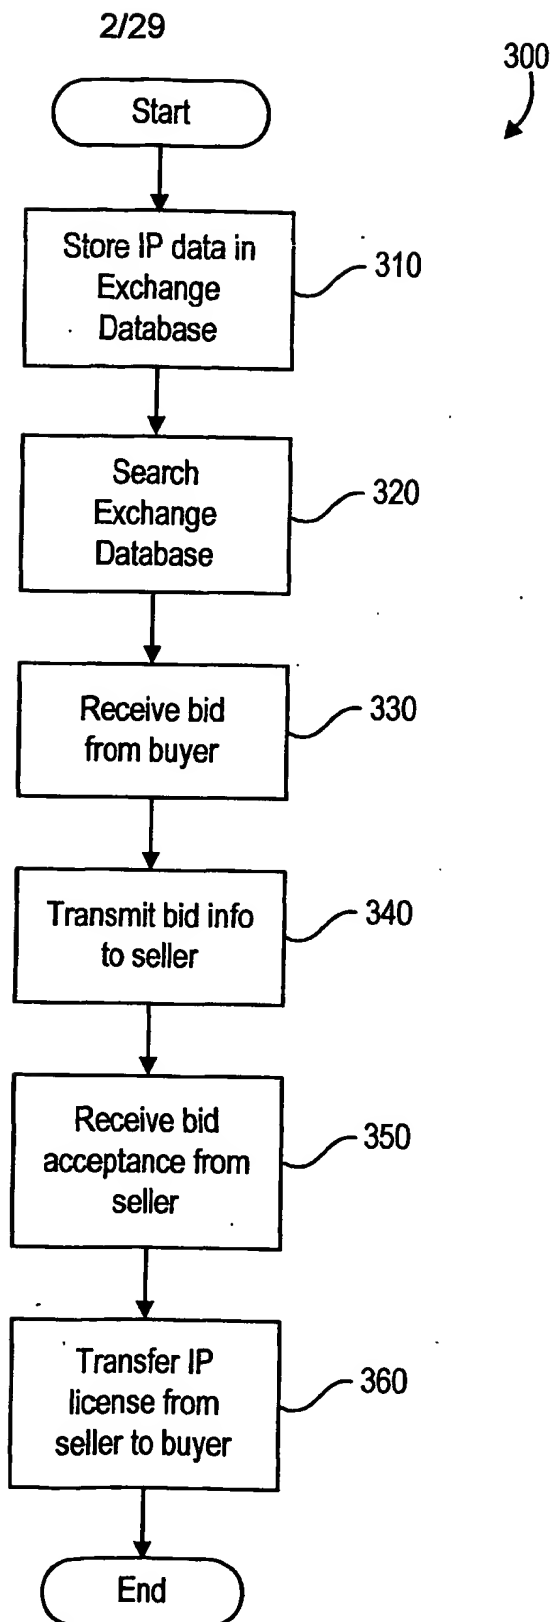 2/29
300
Start
Store IP data in
Exchange
Database
310
Search
Exchange
Database
320
Receive bid
from buyer
330
Transmit bid info
to seller
340
Receive bid
acceptance from
seller
350
Transfer IP
license from
seller to buyer
360
End